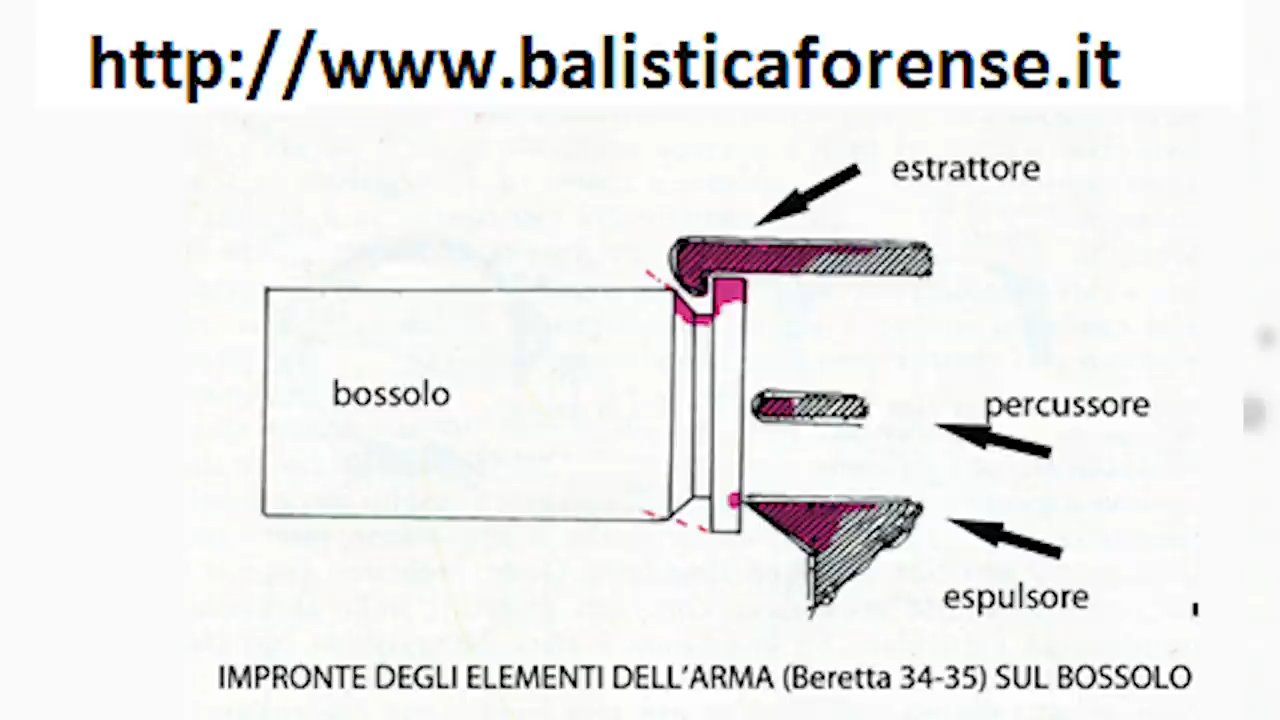 http://www.balisticaforense.it
estrattore
bossolo
percussore
espulsore
IMPRONTE DEGLI ELEMENTI DELL'ARMA (Beretta 34-35) SUL BOSSOLO